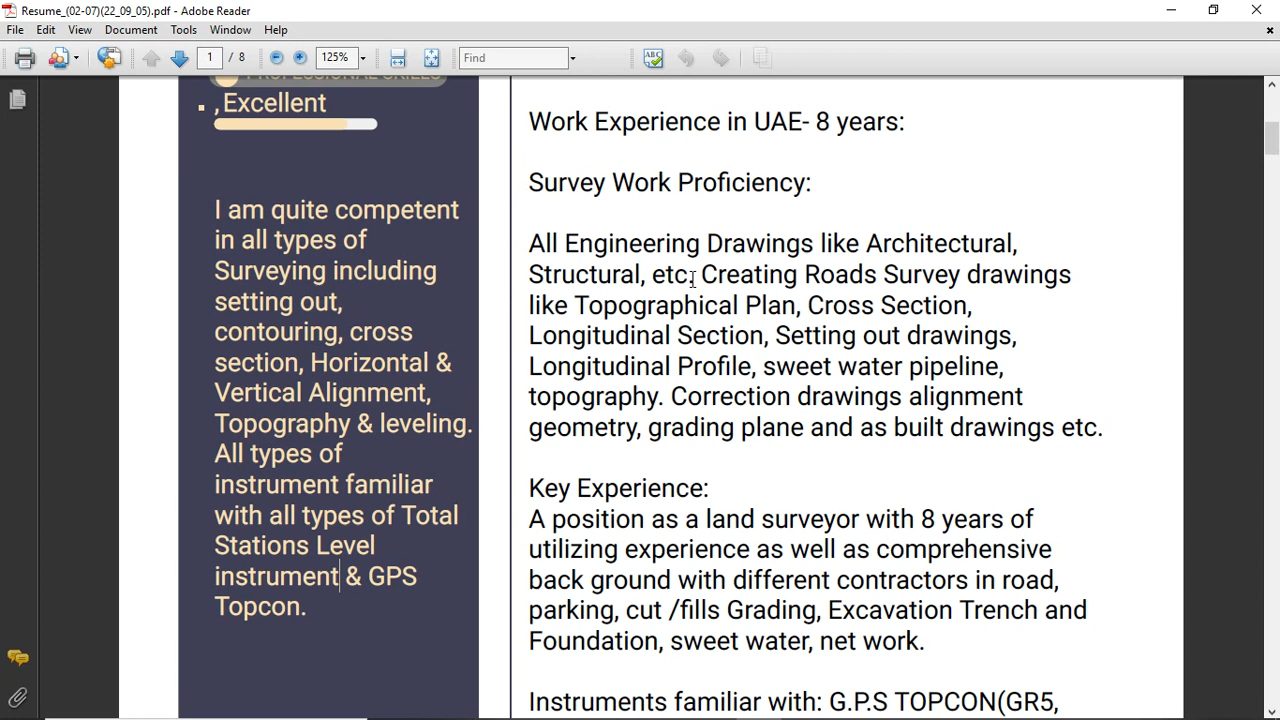 Resume_(02-07)(22_09_05).pdf - Adobe Reader
File Edit View Document Tools Window Help
1 / 8 125% Find
PROFESSIONAL SKILLS
,Excellent
I am quite competent
in all types of
Surveying including
setting out,
contouring, cross
section, Horizontal &
Vertical Alignment,
Topography & leveling.
All types of
instrument familiar
with all types of Total
Stations Level
instrument & GPS
Topcon.
Work Experience in UAE- 8 years:
Survey Work Proficiency:
All Engineering Drawings like Architectural,
Structural, etc. Creating Roads Survey drawings
like Topographical Plan, Cross Section,
Longitudinal Section, Setting out drawings,
Longitudinal Profile, sweet water pipeline,
topography. Correction drawings alignment
geometry, grading plane and as built drawings etc.
Key Experience:
A position as a land surveyor with 8 years of
utilizing experience as well as comprehensive
back ground with different contractors in road,
parking, cut /fills Grading, Excavation Trench and
Foundation, sweet water, net work.
Instruments familiar with: G.P.S TOPCON(GR5,